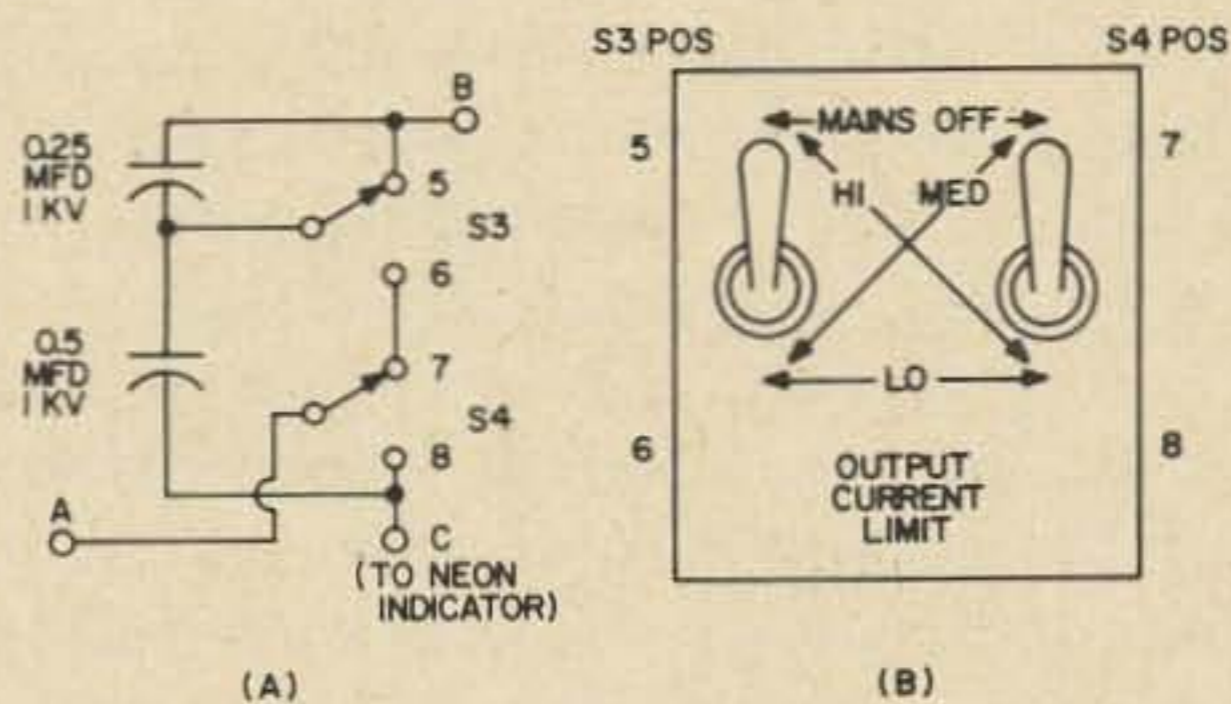 B
0.25
MFD
1 KV
5
S3
6
0.5
MFD
1 KV
7
S4
8
A
C
(TO NEON
INDICATOR)
(A)
S3 POS
S4 POS
5
MAINS OFF
7
HI
MED
LO
6
8
OUTPUT
CURRENT
LIMIT
(B)